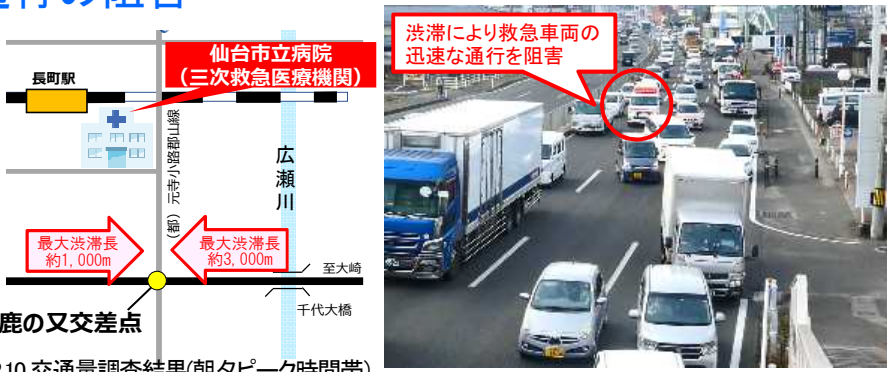 の阻害
仙台市立病院
（三次救急医療機関）
長町駅
(都) 元寺小路郡山線
広瀬川
最大渋滞長
約1,000m
最大渋滞長
約3,000m
至大崎
千代大橋
鹿の又交差点
交通量調査結果(朝夕ピーク時間帯)
渋滞により救急車両の
迅速な通行を阻害